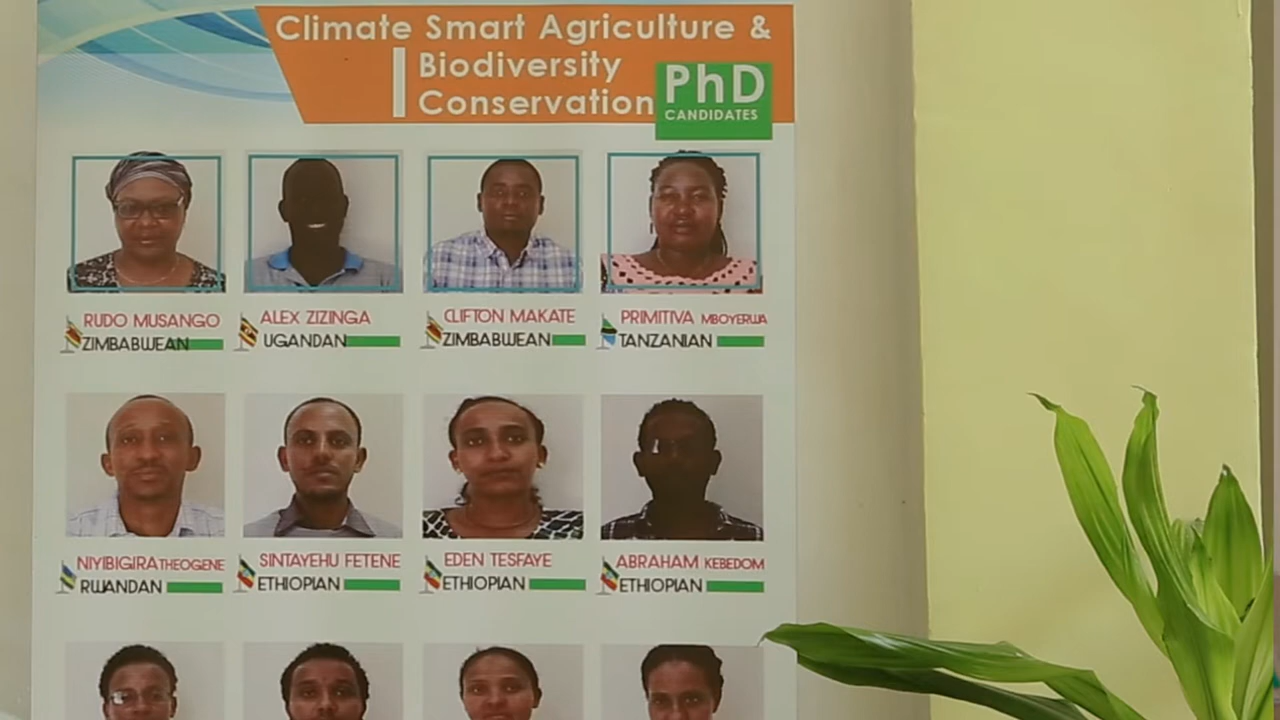 Climate Smart Agriculture &
Biodiversity
Conservation
PhD
CANDIDATES
RUDO MUSANGO
ZIMBABWEAN
ALEX ZIZINGA
UGANDAN
CLIFTON MAKATE
ZIMBABWEAN
PRIMITIVA MBOYERWA
TANZANIAN
NIYIBIGIRA THEOGENE
RWANDAN
SINTAYEHU FETENE
ETHIOPIAN
EDEN TESFAYE
ETHIOPIAN
ABRAHAM KEBEDOM
ETHIOPIAN